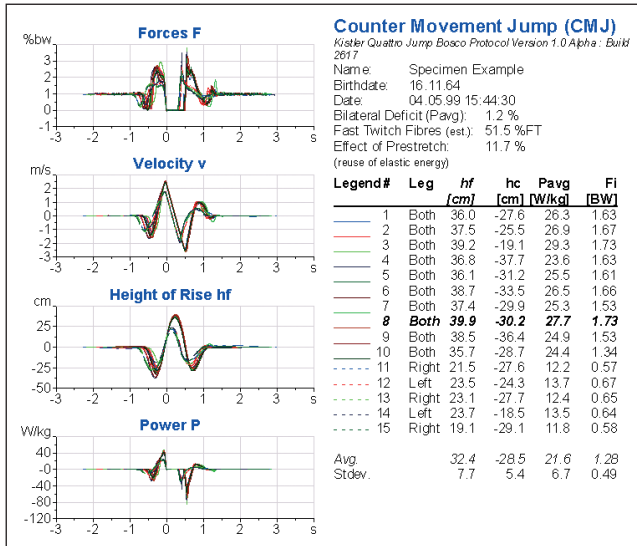 Forces F
%bw
4
3
2
1
0
-1
-3 -2 -1 0 1 2 3 s
Velocity v
m/s
2
1
0
-1
-2
-3 -2 -1 0 1 2 3 s
Height of Rise hf
cm
25
0
-25
-50
-3 -2 -1 0 1 2 3 s
Power P
W/kg
40
0
-40
-80
-120
-3 -2 -1 0 1 2 3 s
Counter Movement Jump (CMJ)
Kistler Quattro Jump Bosco Protocol Version 1.0 Alpha : Build
2617
Name: Specimen Example
Birthdate: 16.11.64
Date: 04.05.99 15:44:30
Bilateral Deficit (Pavg): 1.2 %
Fast Twitch Fibres (est.): 51.5 %FT
Effect of Prestretch: 11.7 %
(reuse of elastic energy)
Legend # Leg hf hc Pavg Fi
[cm] [cm] [W/kg] [BW]
1 Both 36.0 -27.6 26.3 1.63
2 Both 37.5 -25.5 26.9 1.67
3 Both 39.2 -19.1 29.3 1.73
4 Both 36.8 -37.7 23.6 1.63
5 Both 36.1 -31.2 25.5 1.61
6 Both 38.7 -33.5 26.5 1.66
7 Both 37.4 -29.9 25.3 1.53
8 Both 39.9 -30.2 27.7 1.73
9 Both 38.5 -36.4 24.9 1.53
10 Both 35.7 -28.7 24.4 1.34
11 Right 21.5 -27.6 12.2 0.57
12 Left 23.5 -24.3 13.7 0.67
13 Right 23.1 -27.7 12.4 0.65
14 Left 23.7 -18.5 13.5 0.64
15 Right 19.1 -29.1 11.8 0.58
Avg. 32.4 -28.5 21.6 1.28
Stdev. 7.7 5.4 6.7 0.49